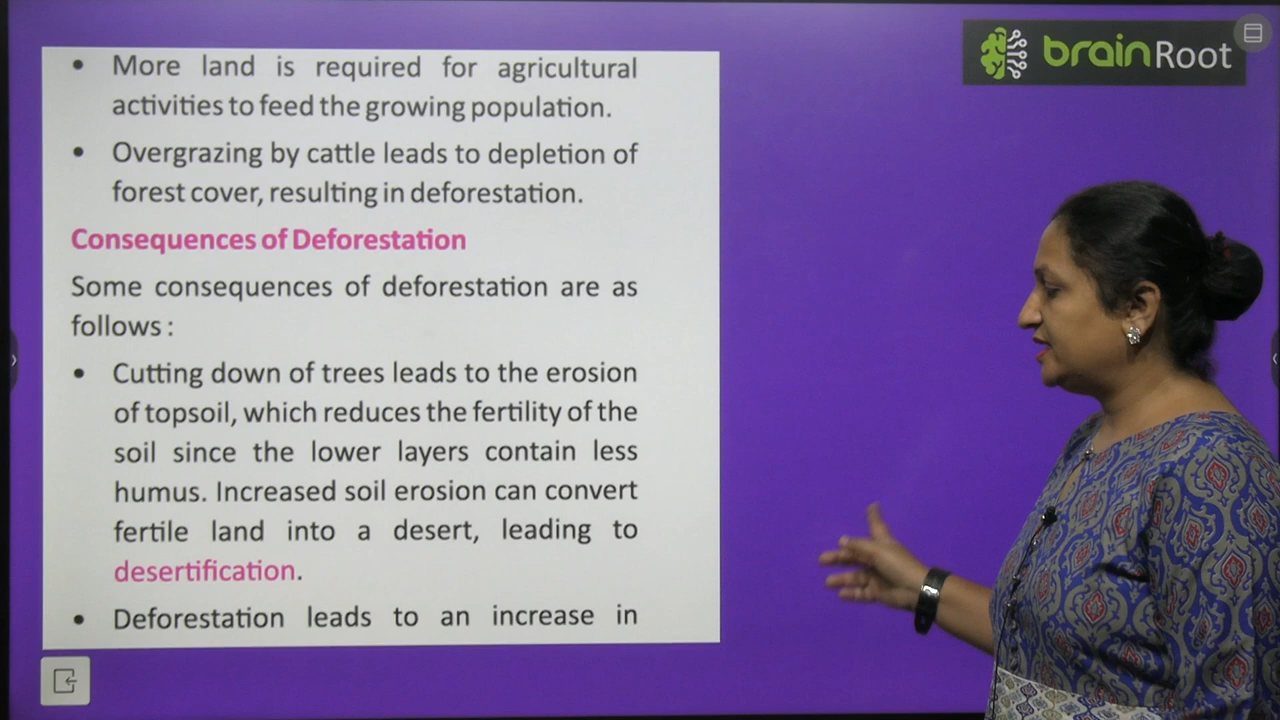 brainRoot
• More land is required for agricultural
activities to feed the growing population.
• Overgrazing by cattle leads to depletion of
forest cover, resulting in deforestation.
Consequences of Deforestation
Some consequences of deforestation are as
follows :
• Cutting down of trees leads to the erosion
of topsoil, which reduces the fertility of the
soil since the lower layers contain less
humus. Increased soil erosion can convert
fertile land into a desert, leading to
desertification.
• Deforestation leads to an increase in